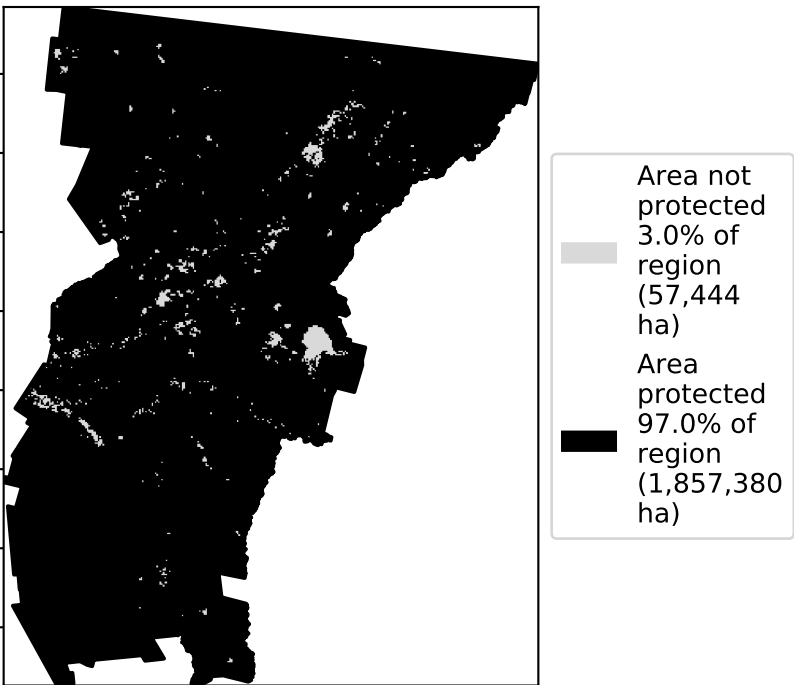 Area not
protected
3.0% of
region
(57,444
ha)
Area
protected
97.0% of
region
(1,857,380
ha)